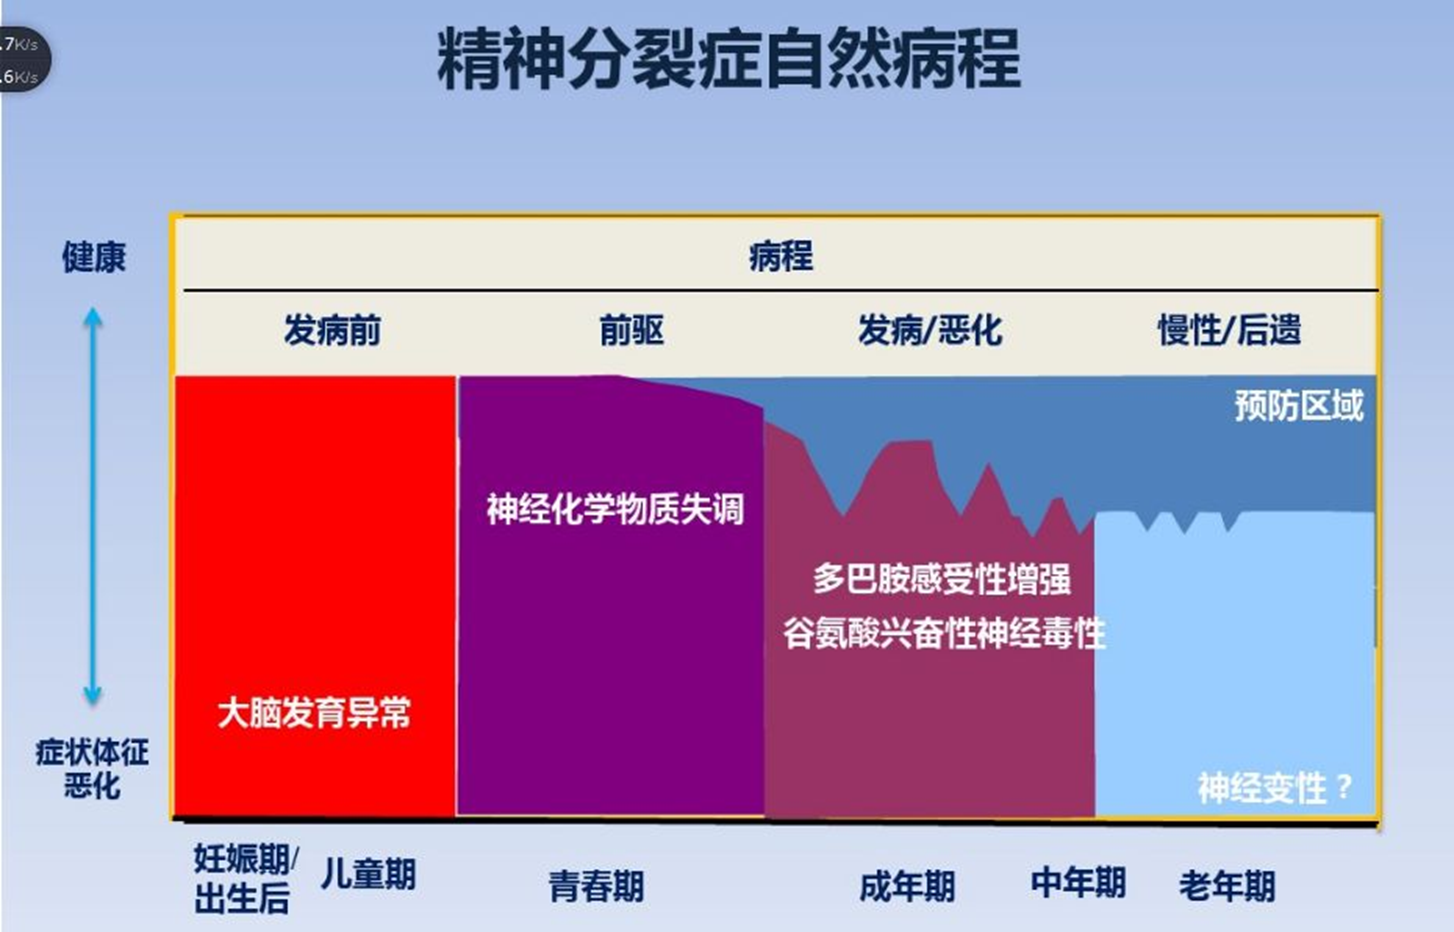 .7K/s
.6K/s
精神分裂症自然病程
健康
病程
发病前
前驱
发病/恶化
慢性/后遗
预防区域
神经化学物质失调
多巴胺感受性增强
谷氨酸兴奋性神经毒性
大脑发育异常
症状体征
恶化
神经变性？
妊娠期/
出生后
儿童期
青春期
成年期
中年期
老年期